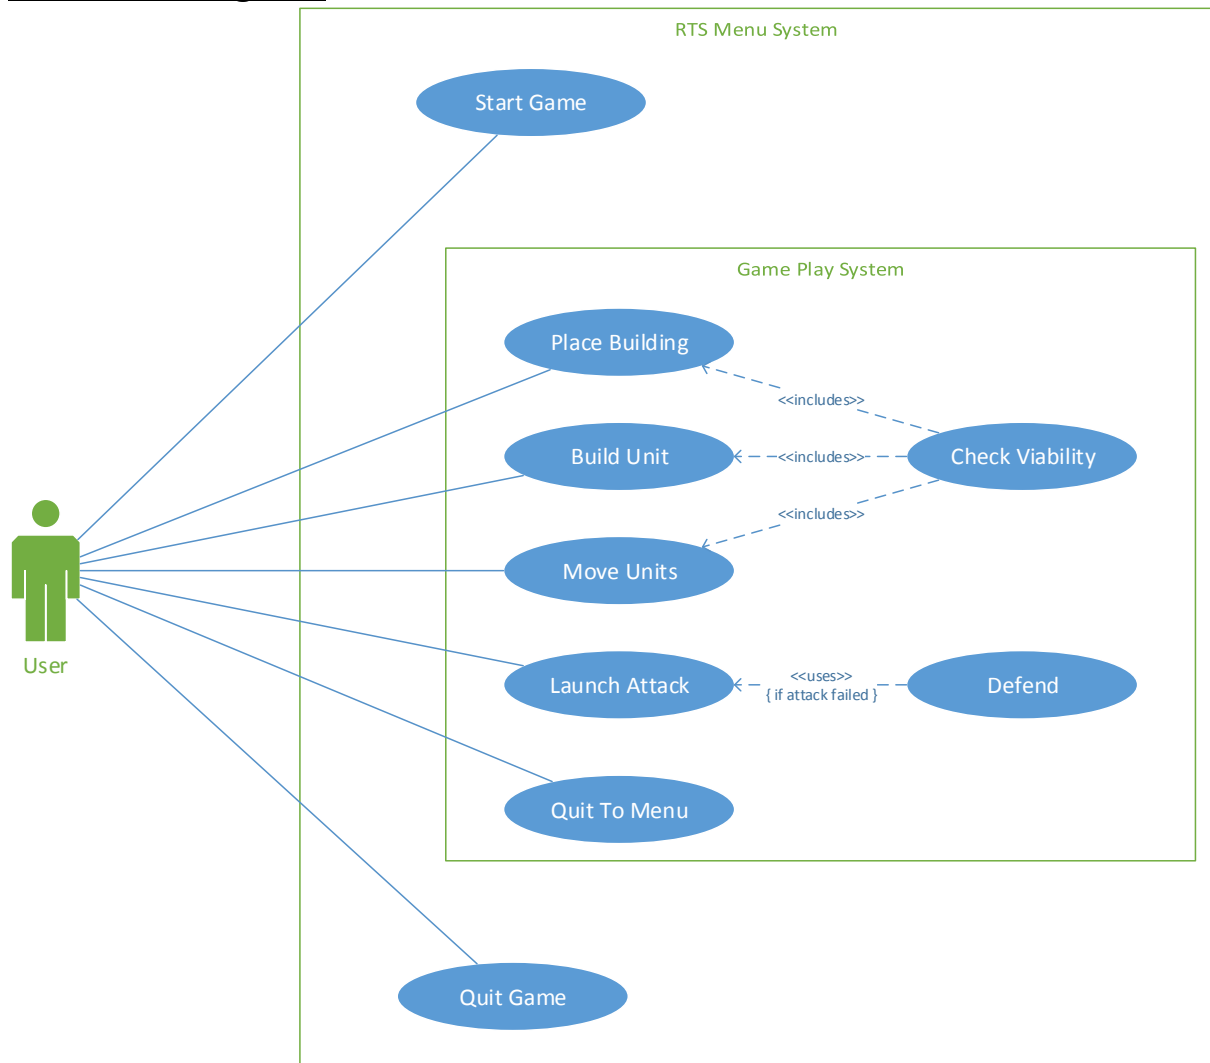 RTS Menu System
Start Game
Game Play System
Place Building
<<includes>>
Build Unit
<<includes>>
Check Viability
<<includes>>
Move Units
User
Launch Attack
<<uses>>
{ if attack failed }
Defend
Quit To Menu
Quit Game